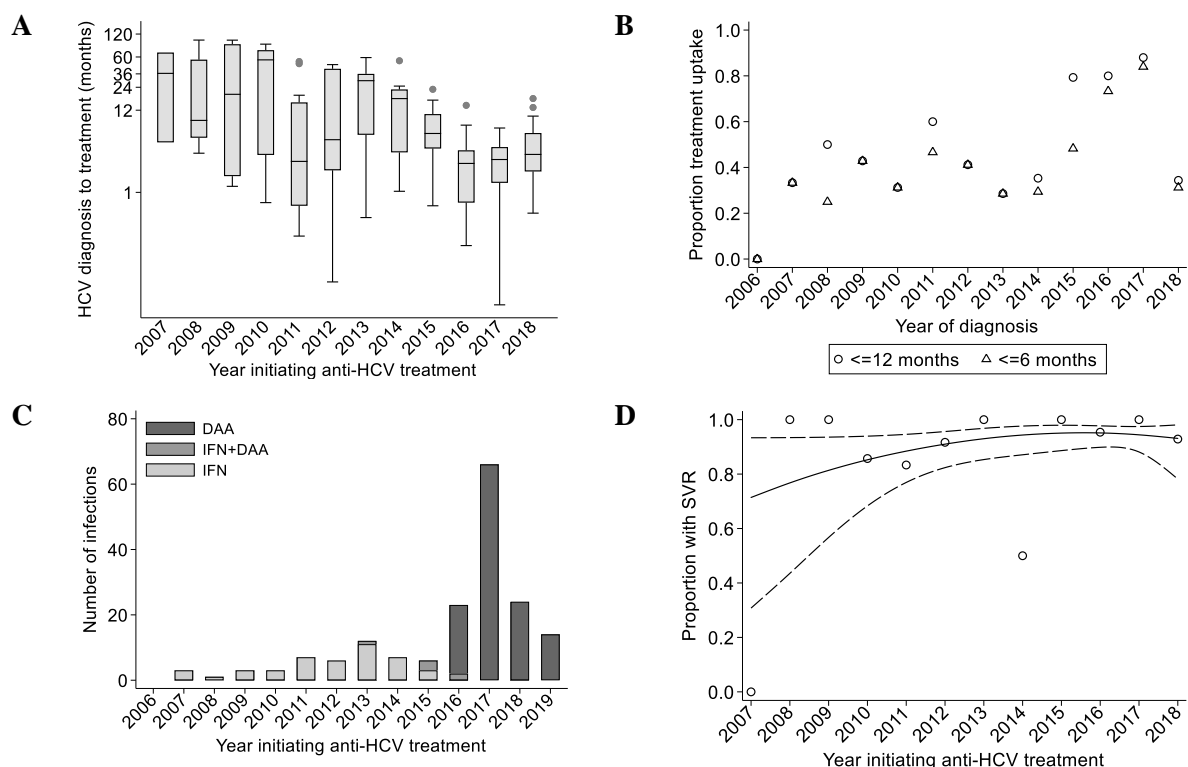 A
HCV diagnosis to treatment (months)
120
60
36
24
12
1
2007 2008 2009 2010 2011 2012 2013 2014 2015 2016 2017 2018
Year initiating anti-HCV treatment
B
Proportion treatment uptake
1.0
0.8
0.6
0.4
0.2
0.0
2006 2007 2008 2009 2010 2011 2012 2013 2014 2015 2016 2017 2018
Year of diagnosis
<=12 months <=6 months
C
Number of infections
80
60
40
20
0
DAA
IFN+DAA
IFN
2006 2007 2008 2009 2010 2011 2012 2013 2014 2015 2016 2017 2018 2019
Year initiating anti-HCV treatment
D
Proportion with SVR
1.0
0.8
0.6
0.4
0.2
0.0
2007 2008 2009 2010 2011 2012 2013 2014 2015 2016 2017 2018
Year initiating anti-HCV treatment